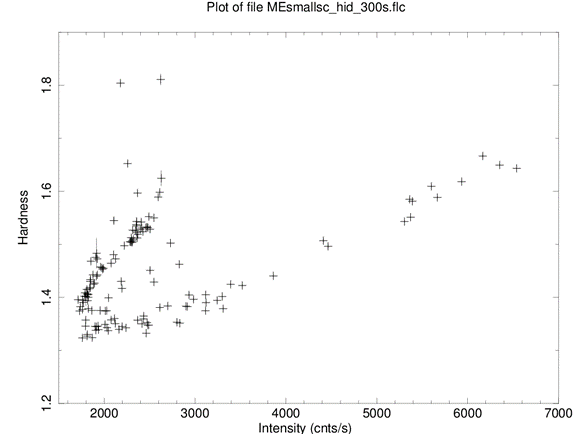 Plot of file MEsmallsc_hid_300s.flc
1.8
1.6
1.4
1.2
Hardness
2000 3000 4000 5000 6000 7000
Intensity (cnts/s)